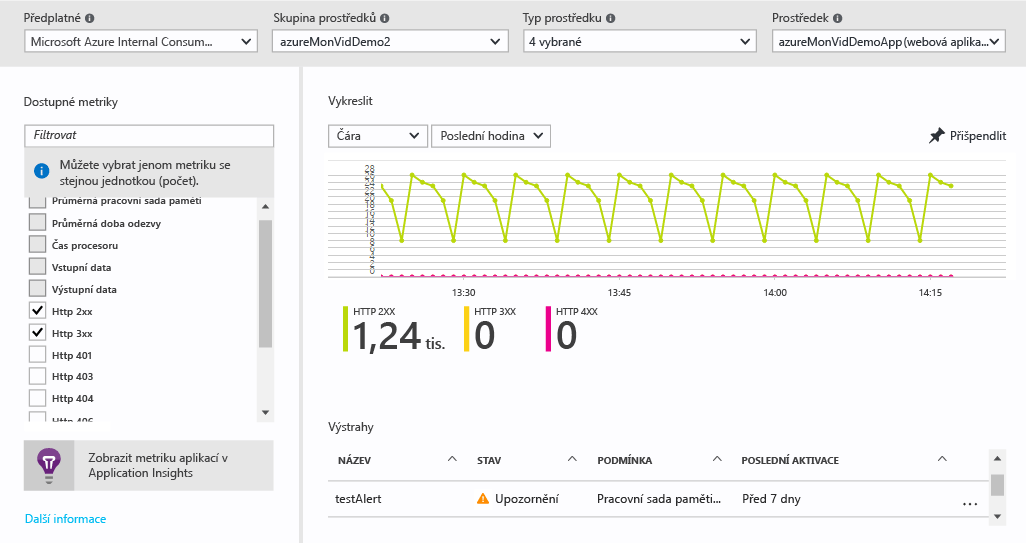 Předplatné
Skupina prostředků
Typ prostředku
Prostředek
Microsoft Azure Internal Consum...
azureMonVidDemo2
4 vybrané
azureMonVidDemoApp(webová aplika...
Dostupné metriky
Filtrovat
Můžete vybrat jenom metriku se
stejnou jednotkou (počet).
Průměrná pracovní sada paměti
Průměrná doba odezvy
Čas procesoru
Vstupní data
Výstupní data
Http 2xx
Http 3xx
Http 401
Http 403
Http 404
Http 406
Zobrazit metriku aplikací v
Application Insights
Další informace
Vykreslit
Čára
Poslední hodina
Přišpendlit
28
26
24
22
20
18
16
14
12
10
8
6
4
2
0
13:30
13:45
14:00
14:15
HTTP 2XX
1,24 tis.
HTTP 3XX
0
HTTP 4XX
0
Výstrahy
NÁZEV
STAV
PODMÍNKA
POSLEDNÍ AKTIVACE
testAlert
Upozornění
Pracovní sada paměti...
Před 7 dny
...